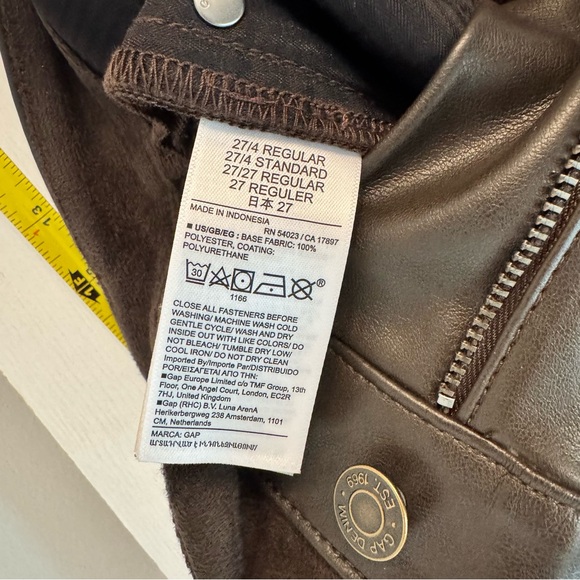 27/4 REGULAR
27/4 STANDARD
27/27 REGULAR
27 REGULER
日本 27
MADE IN INDONESIA
RN 54023 / CA 17897
■ US/GB/EG : BASE FABRIC: 100%
POLYESTER, COATING:
POLYURETHANE
30
®
1166
CLOSE ALL FASTENERS BEFORE
WASHING/ MACHINE WASH COLD
GENTLE CYCLE/ WASH AND DRY
INSIDE OUT WITH LIKE COLORS/ DO
NOT BLEACH/ TUMBLE DRY LOW/
COOL IRON/ DO NOT DRY CLEAN
Imported By/Importe Par/ΕΙΣΑΓΕΤΑΙ ΑΠΟ:
■ Gap Europe Limited c/o TMF Group, 13th
Floor, One Angel Court, London, EC2R
7HJ, United Kingdom
■ Gap (RHC) B.V. Luna ArenA
Herikerbergweg 238 Amsterdam, 1101
CM, Netherlands
MARCA: GAP
ԱՐՏԱԴՐՎԱԾ Է ԻՆԴՈՆԵԶԻԱՅՈՒՄ
GAP DENIM
EST. 1969
13